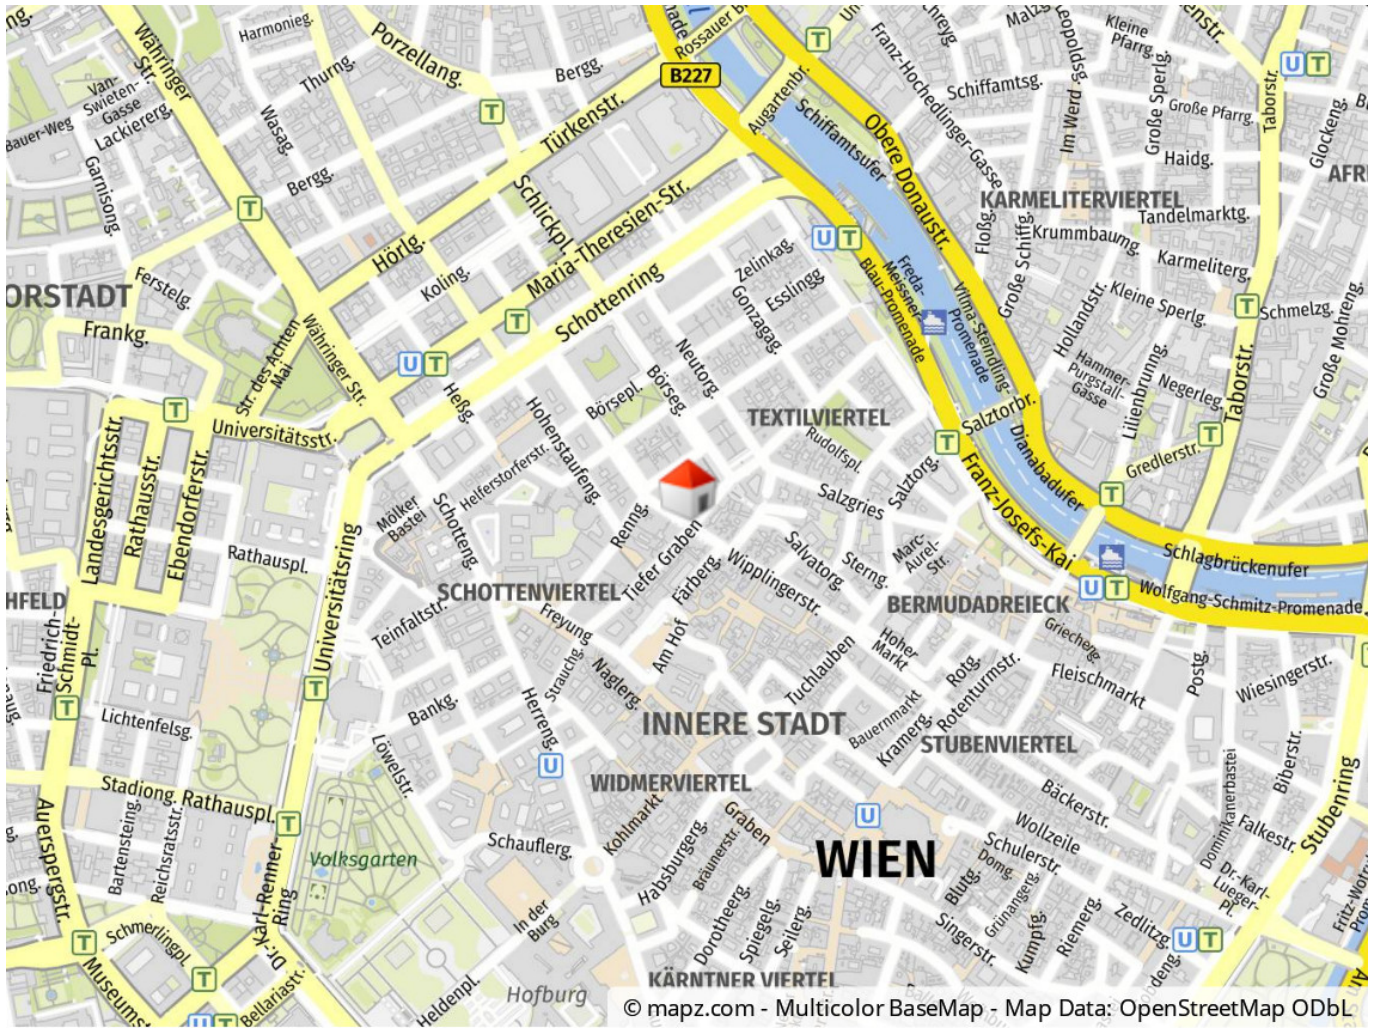 Währinger
Str.
Harmonieg.
Porzellang.
Thurng.
Bergg.
Rossauer
B227
Augartenbr.
T
Franz-Hochedlinger-Gasse
Malzg.
Leopoldsg.
Kleine
Pfarrg.
Große Sperlg.
U T
Taborstr.
Van-
Swieten-
Gasse
Bauer-Weg
Lackiererg.
Wasag.
T
Türkenstr.
Schiffamtsufer
Obere Donaustr.
Schiffamtsg.
Im Werd
Große Pfarrg.
Haidg.
Glockeng.
Garnisong.
Bergg.
T
Schlickpl.
Maria-Theresien-Str.
KARMELITERVIERTEL
Tandelmarktg.
Hörlg.
Koling.
Schottenring
Zelinkag.
Esslingg.
Gonzagag.
U T
Floßg.
Große Schiffg.
Krummbaumg.
Karmeliterg.
Ferstelg.
Frankg.
T
Blau-Promenade
Freda-
Meissner-
Vilma-Steindling-
Promenade
Hollandstr.
Kleine Sperlg.
T
Schmelzg.
Große Mohreng.
Str. des Achten
Mai
Währinger Str.
U T
Neutorg.
Börseg.
Börsepl.
Hammer-
Purgstall-
Gasse
Negerleg.
Lilienbrunng.
Taborstr.
T
Universitätsstr.
Heßg.
Hohenstaufeng.
Helferstorferstr.
TEXTILVIERTEL
Rudolfspl.
T
Salztorbr.
Dianabadufer
T
Gredlerstr.
Landesgerichtsstr.
Rathausstr.
Ebendorferstr.
Mölker
Bastei
Schotteng.
Renng.
Salzgries
Salztorg.
Franz-Josefs-Kai
T
Rathauspl.
Universitätsring
SCHOTTENVIERTEL
Tiefer Graben
Färberg.
Wipplingerstr.
Salvatorg.
Sterng.
Marc-
Aurel-
Str.
BERMUDADREIECK
U T
Schlagbrückenufer
Wolfgang-Schmitz-Promenade
Friedrich-
Schmidt-
Pl.
Teinfaltstr.
Freyung
Strauchg.
Am Hof
Naglerg.
Tuchlauben
Hoher
Markt
Griecheng.
Fleischmarkt
Postg.
Wiesingerstr.
T
Lichtenfelsg.
T
Bankg.
Herreng.
INNERE STADT
Bauernmarkt
Kramerg.
Rotg.
Rotenturmstr.
STUBENVIERTEL
Löwelstr.
U
WIDMERVIERTEL
Stadiong.
Rathauspl.
T
Kohlmarkt
Graben
U
Bäckerstr.
Dominikanerbastei
Biberstr.
Falkestr.
Stubenring
Auerspergstr.
Bartensteing.
Reichsratsstr.
Volksgarten
Schauflerg.
Habsburgerg.
Bräunerstr.
WIEN
Wollzeile
Schulerstr.
Domg.
Blutg.
Grünangerg.
Dr.-Karl-
Lueger-
Pl.
Dr.-Karl-Renner-
Ring
In der
Burg
Dorotheerg.
Spiegelg.
Seilerg.
Singerstr.
Kumpfg.
Riemerg.
Zedlitzg.
U T
T
Schmerlingpl.
T
Bellariastr.
Heldenpl.
Hofburg
KÄRNTNER VIERTEL
U T
© mapz.com - Multicolor BaseMap - Map Data: OpenStreetMap ODbL